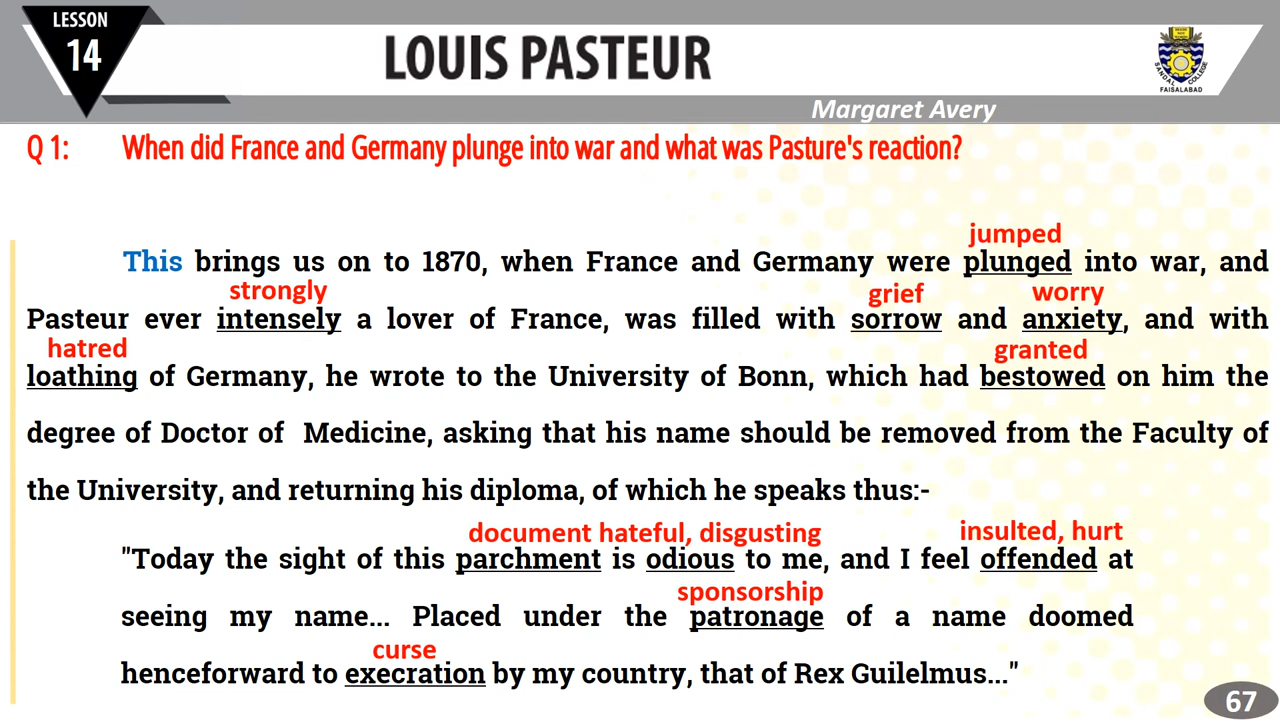 LESSON
14
LOUIS PASTEUR
SANDAL COLLEGE
FAISALABAD
Margaret Avery
Q 1: When did France and Germany plunge into war and what was Pasture's reaction?
jumped
This brings us on to 1870, when France and Germany were plunged into war, and
strongly grief worry
Pasteur ever intensely a lover of France, was filled with sorrow and anxiety, and with
hatred granted
loathing of Germany, he wrote to the University of Bonn, which had bestowed on him the
degree of Doctor of Medicine, asking that his name should be removed from the Faculty of
the University, and returning his diploma, of which he speaks thus:-
document hateful, disgusting insulted, hurt
"Today the sight of this parchment is odious to me, and I feel offended at
sponsorship
seeing my name... Placed under the patronage of a name doomed
curse
henceforward to execration by my country, that of Rex Guilelmus..."
67